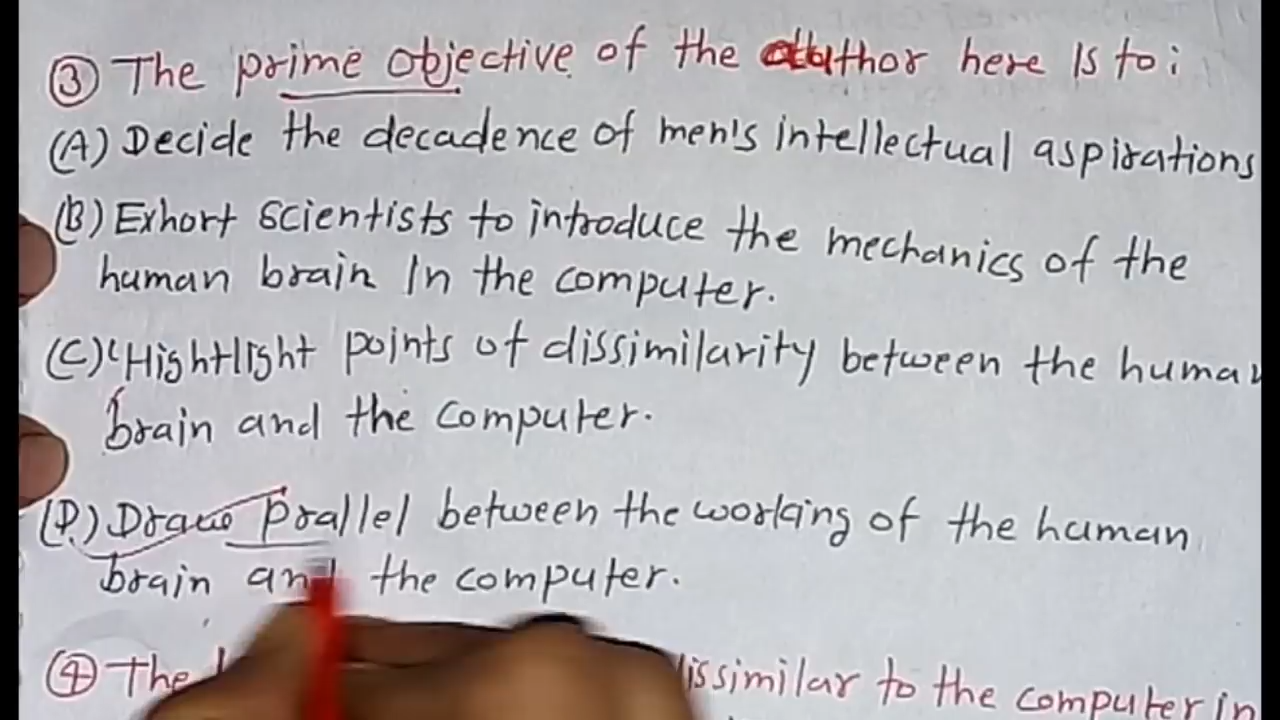 ③ The prime objective of the author here Is to:
(A) Decide the decadence of men's intellectual aspirations
(B) Exhort scientists to introduce the mechanics of the
human brain In the computer.
(C) Hightlight points of dissimilarity between the human
brain and the computer.
(D) Draw prallel between the working of the human
brain and the computer.
④ The dissimilar to the computer in